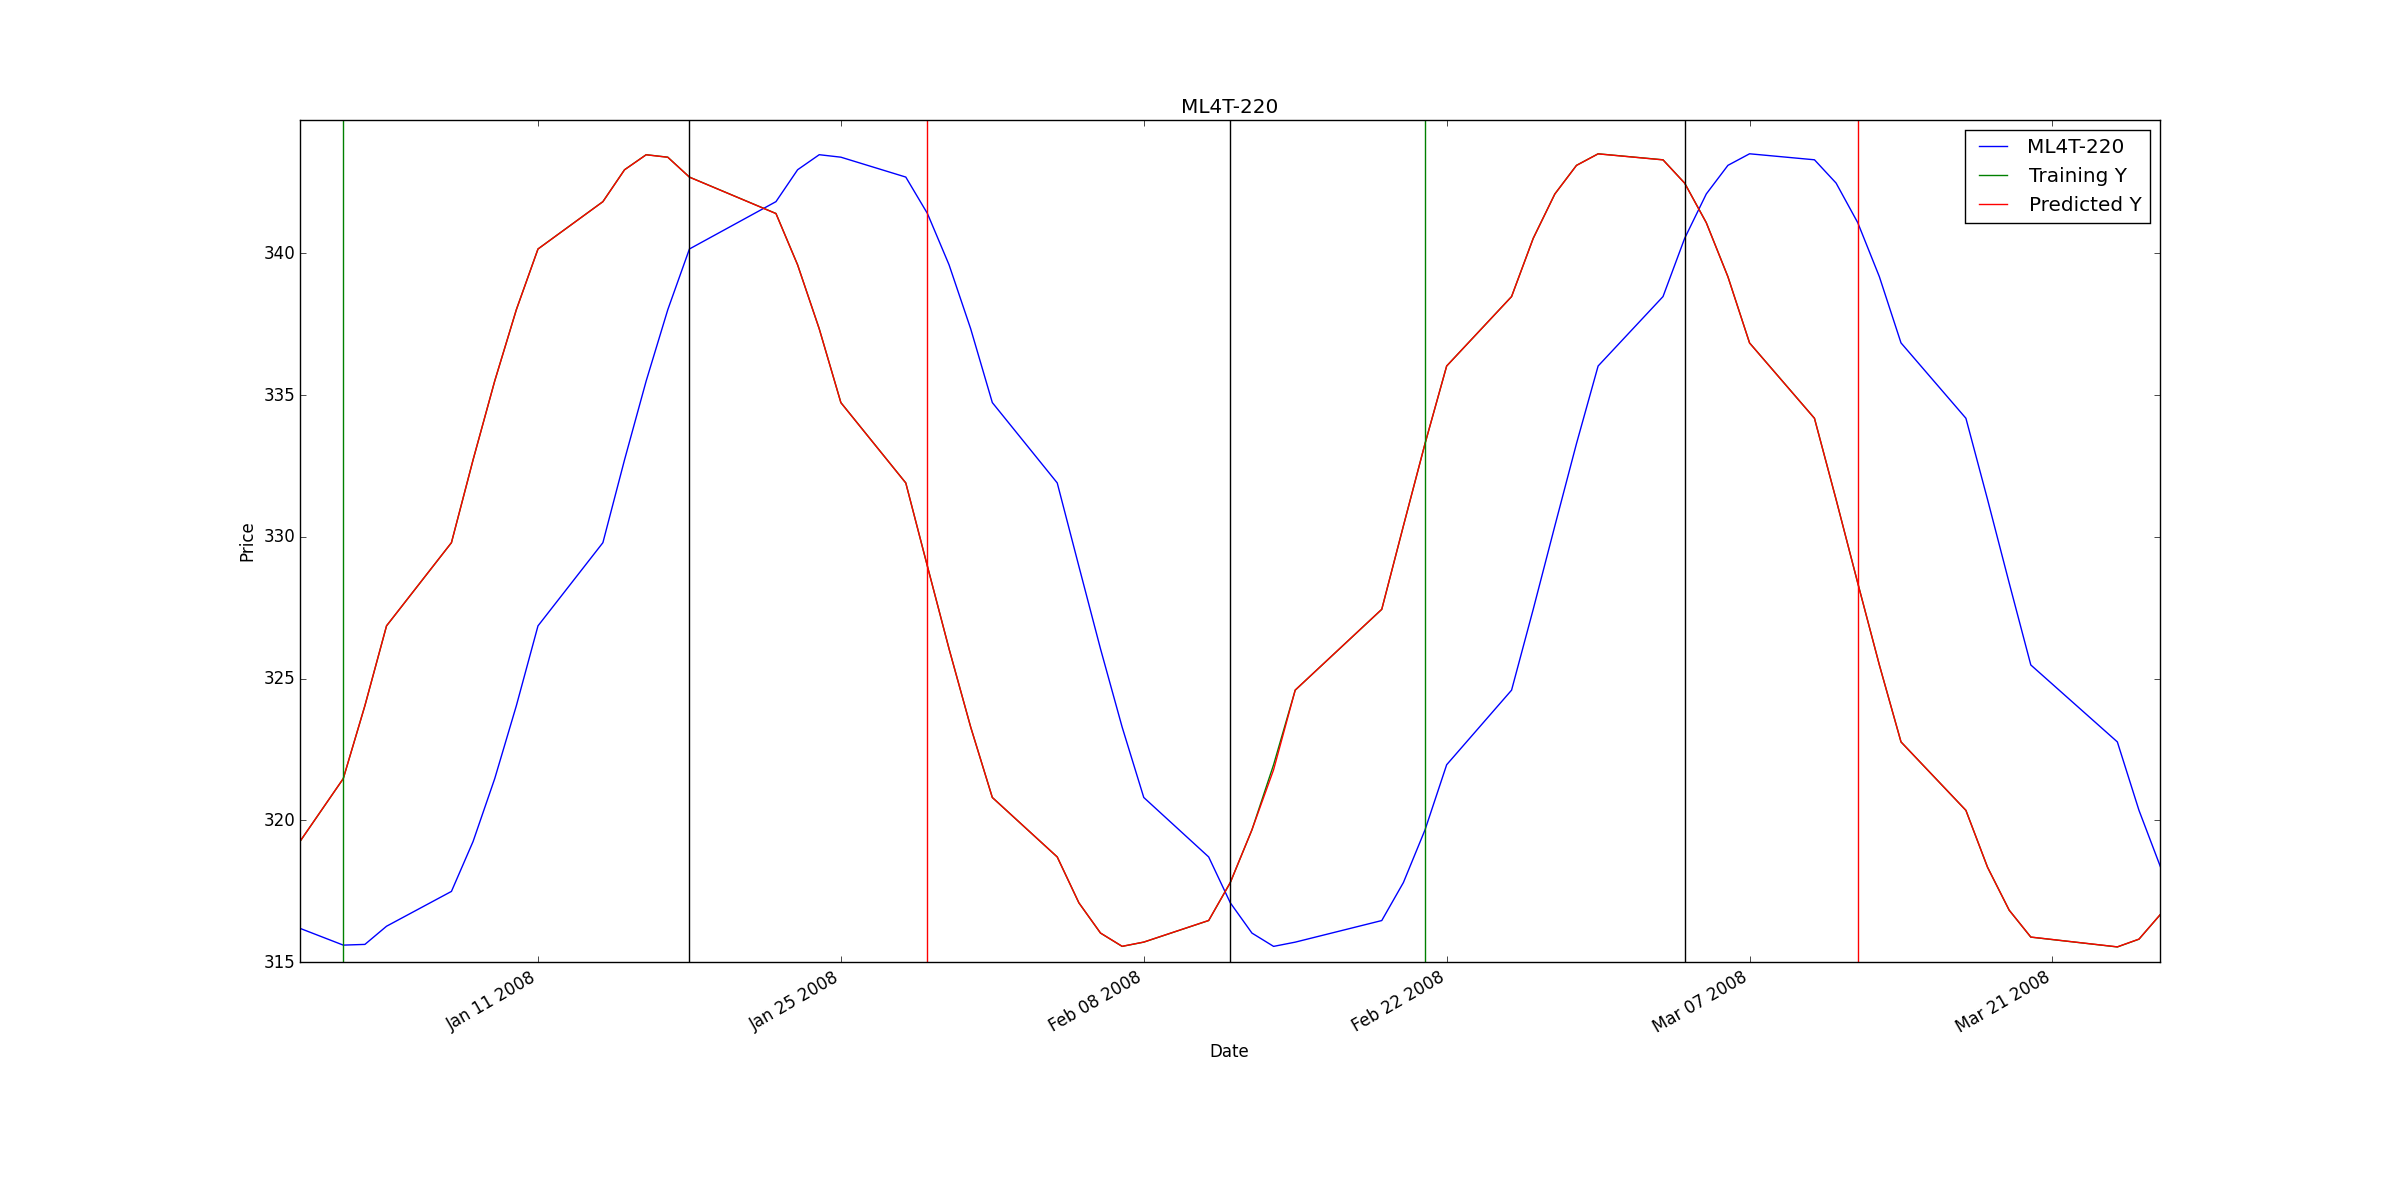 ML4T-220
ML4T-220
Training Y
Predicted Y
340
335
330
325
320
315
Price
Jan 11 2008
Jan 25 2008
Feb 08 2008
Feb 22 2008
Mar 07 2008
Mar 21 2008
Date